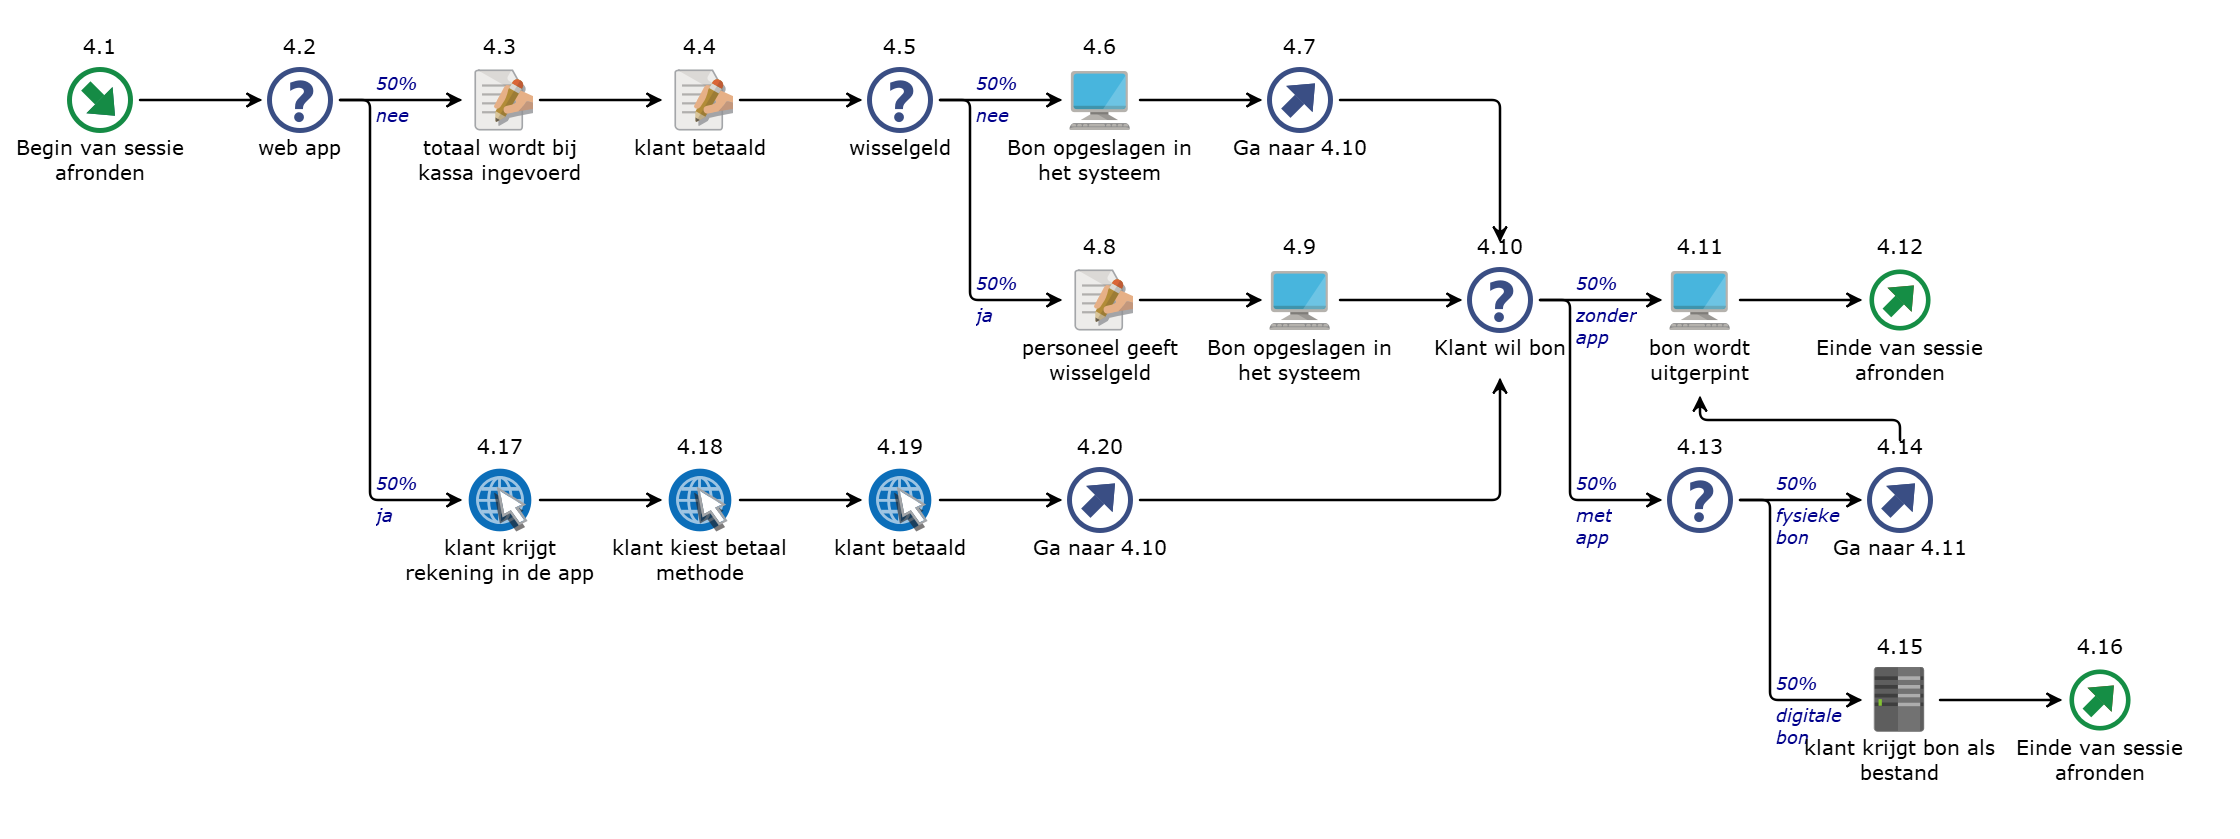 4.1
Begin van sessie
afronden
4.2
web app
50%
nee
4.3
totaal wordt bij
kassa ingevoerd
4.4
klant betaald
4.5
wisselgeld
50%
nee
4.6
Bon opgeslagen in
het systeem
4.7
Ga naar 4.10
50%
ja
4.8
personeel geeft
wisselgeld
4.9
Bon opgeslagen in
het systeem
4.10
Klant wil bon
50%
zonder
app
4.11
bon wordt
uitgerpint
4.12
Einde van sessie
afronden
50%
ja
4.17
klant krijgt
rekening in de app
4.18
klant kiest betaal
methode
4.19
klant betaald
4.20
Ga naar 4.10
50%
met
app
4.13
50%
fysieke
bon
4.14
Ga naar 4.11
50%
digitale
bon
4.15
klant krijgt bon als
bestand
4.16
Einde van sessie
afronden